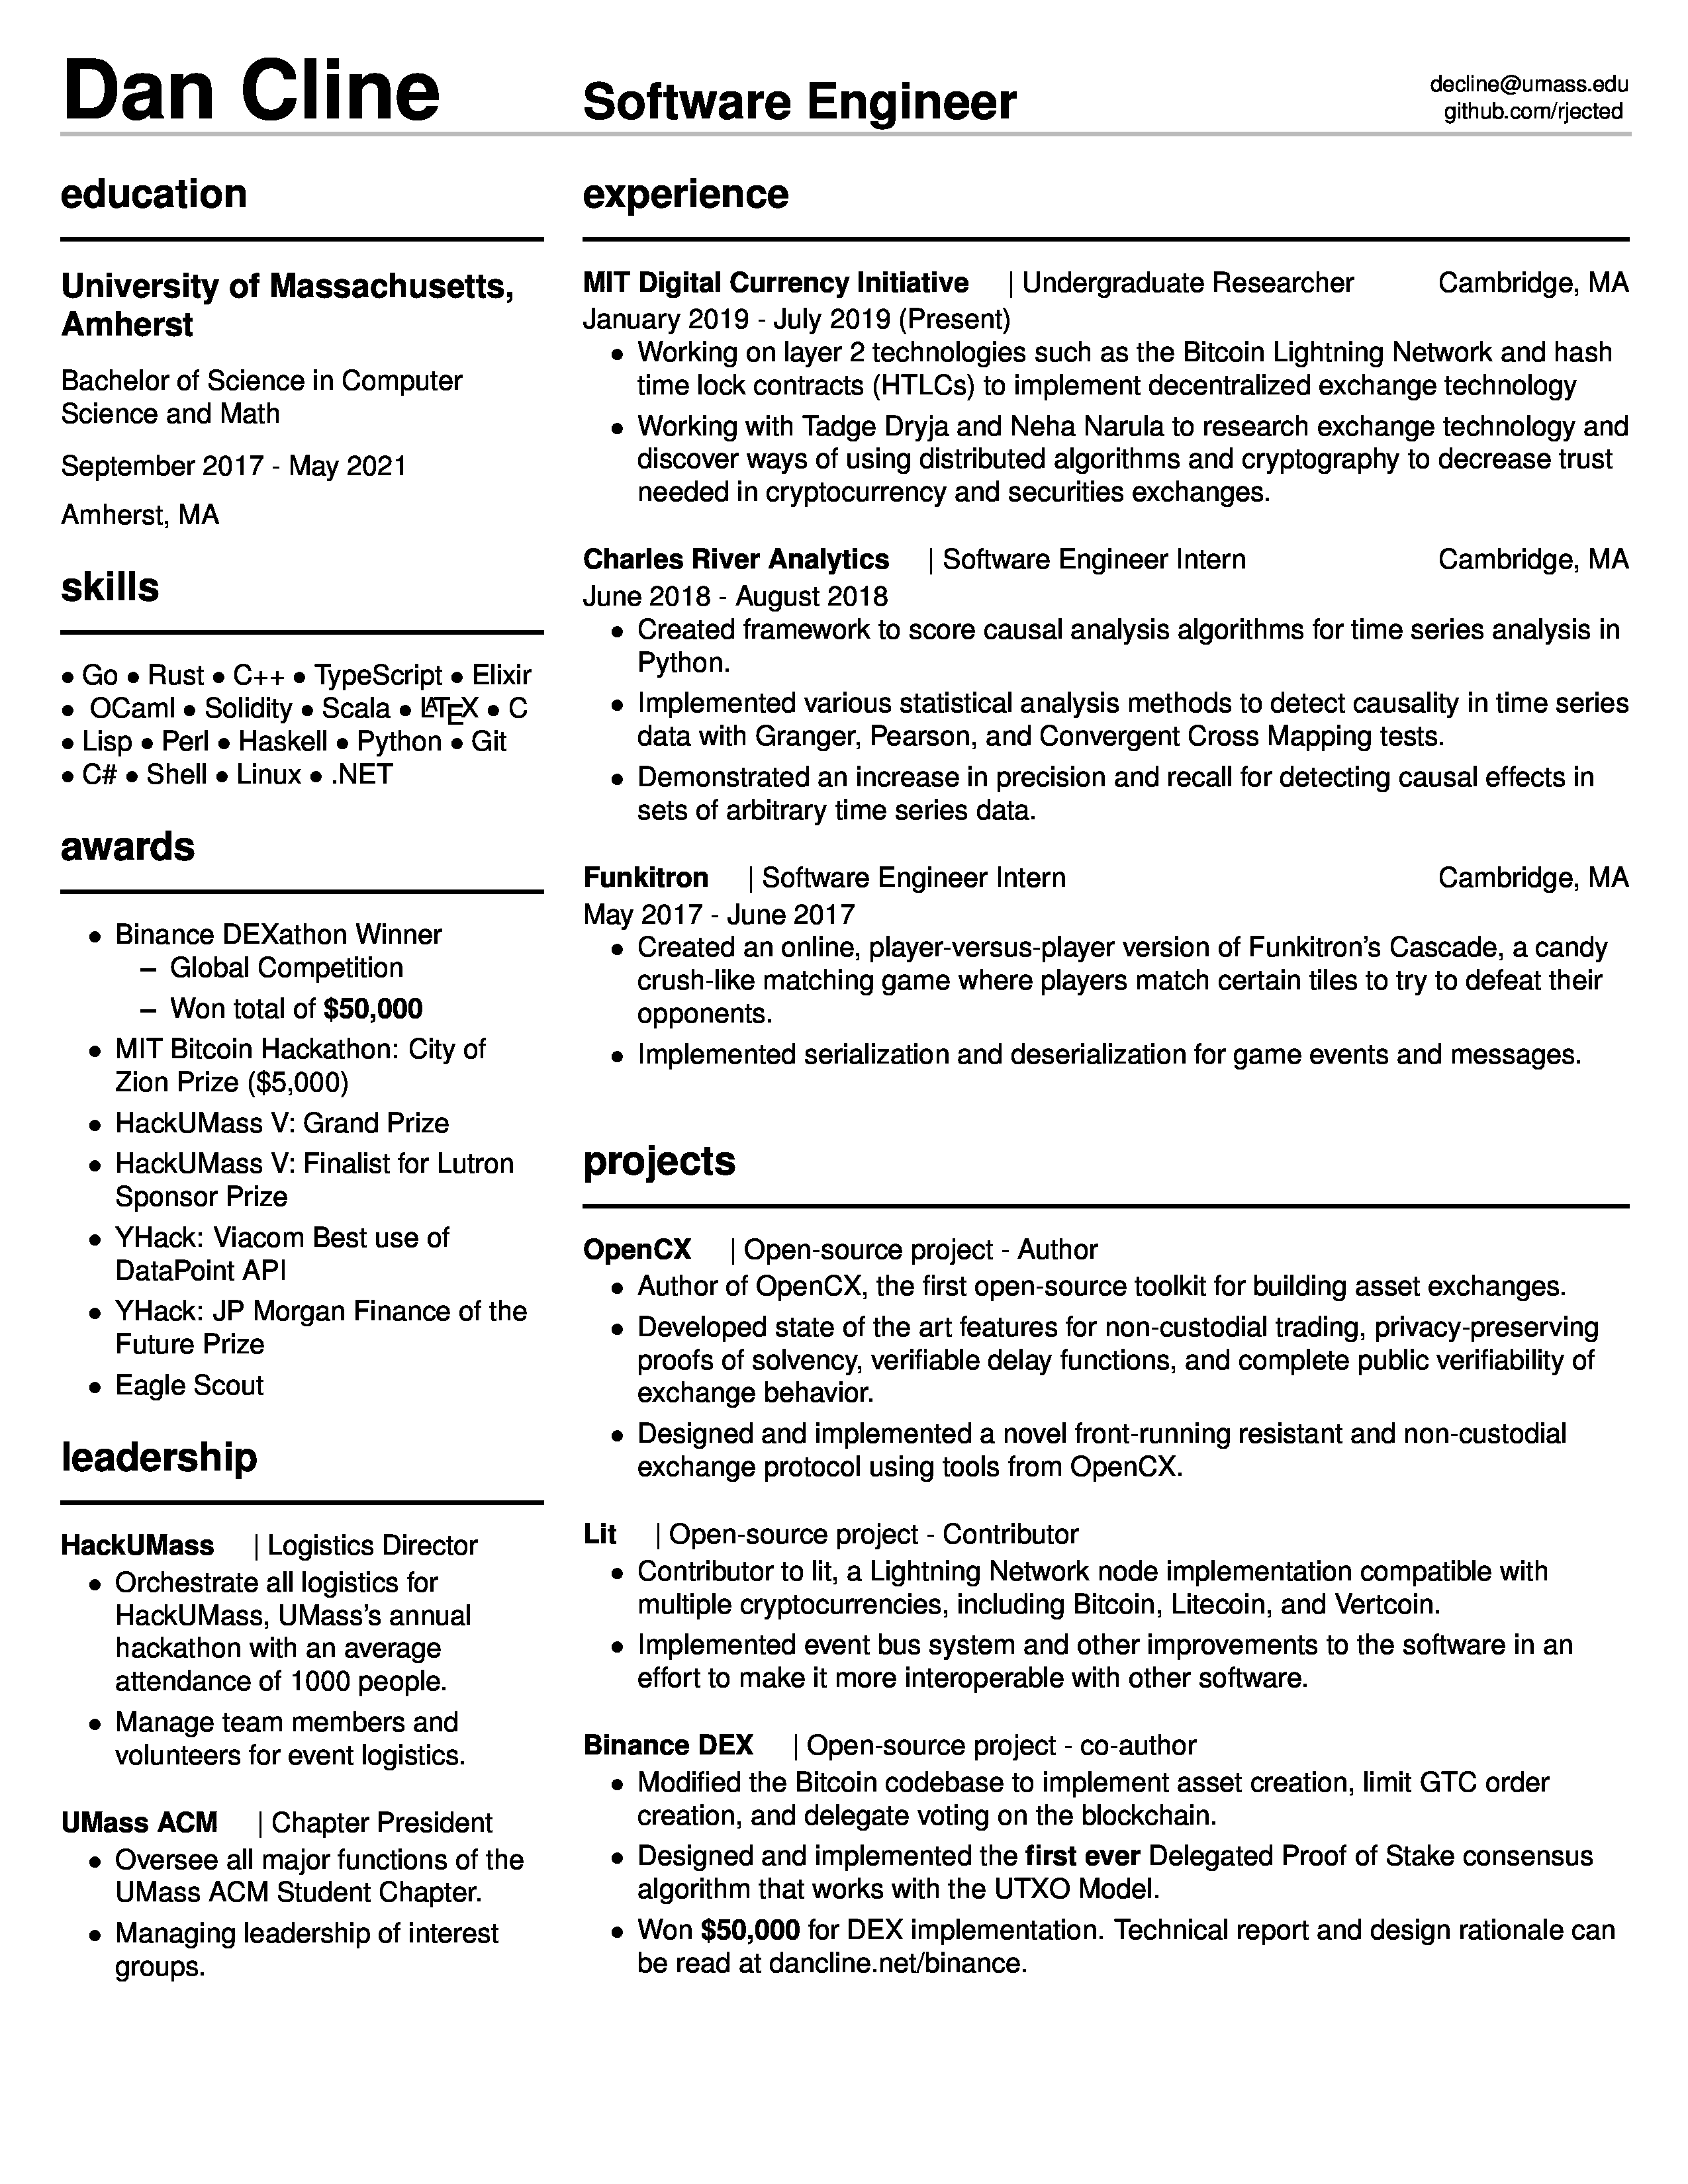 Dan Cline
Software Engineer
decline@umass.edu
github.com/rjected
education
University of Massachusetts,
Amherst
Bachelor of Science in Computer
Science and Math
September 2017 - May 2021
Amherst, MA
skills
• Go • Rust • C++ • TypeScript • Elixir
• OCaml • Solidity • Scala • LATEX • C
• Lisp • Perl • Haskell • Python • Git
• C# • Shell • Linux • .NET
awards
• Binance DEXathon Winner
– Global Competition
– Won total of $50,000
• MIT Bitcoin Hackathon: City of
Zion Prize ($5,000)
• HackUMass V: Grand Prize
• HackUMass V: Finalist for Lutron
Sponsor Prize
• YHack: Viacom Best use of
DataPoint API
• YHack: JP Morgan Finance of the
Future Prize
• Eagle Scout
leadership
HackUMass | Logistics Director
• Orchestrate all logistics for
HackUMass, UMass's annual
hackathon with an average
attendance of 1000 people.
• Manage team members and
volunteers for event logistics.
UMass ACM | Chapter President
• Oversee all major functions of the
UMass ACM Student Chapter.
• Managing leadership of interest
groups.
experience
MIT Digital Currency Initiative | Undergraduate Researcher Cambridge, MA
January 2019 - July 2019 (Present)
• Working on layer 2 technologies such as the Bitcoin Lightning Network and hash
time lock contracts (HTLCs) to implement decentralized exchange technology
• Working with Tadge Dryja and Neha Narula to research exchange technology and
discover ways of using distributed algorithms and cryptography to decrease trust
needed in cryptocurrency and securities exchanges.
Charles River Analytics | Software Engineer Intern Cambridge, MA
June 2018 - August 2018
• Created framework to score causal analysis algorithms for time series analysis in
Python.
• Implemented various statistical analysis methods to detect causality in time series
data with Granger, Pearson, and Convergent Cross Mapping tests.
• Demonstrated an increase in precision and recall for detecting causal effects in
sets of arbitrary time series data.
Funkitron | Software Engineer Intern Cambridge, MA
May 2017 - June 2017
• Created an online, player-versus-player version of Funkitron's Cascade, a candy
crush-like matching game where players match certain tiles to try to defeat their
opponents.
• Implemented serialization and deserialization for game events and messages.
projects
OpenCX | Open-source project - Author
• Author of OpenCX, the first open-source toolkit for building asset exchanges.
• Developed state of the art features for non-custodial trading, privacy-preserving
proofs of solvency, verifiable delay functions, and complete public verifiability of
exchange behavior.
• Designed and implemented a novel front-running resistant and non-custodial
exchange protocol using tools from OpenCX.
Lit | Open-source project - Contributor
• Contributor to lit, a Lightning Network node implementation compatible with
multiple cryptocurrencies, including Bitcoin, Litecoin, and Vertcoin.
• Implemented event bus system and other improvements to the software in an
effort to make it more interoperable with other software.
Binance DEX | Open-source project - co-author
• Modified the Bitcoin codebase to implement asset creation, limit GTC order
creation, and delegate voting on the blockchain.
• Designed and implemented the first ever Delegated Proof of Stake consensus
algorithm that works with the UTXO Model.
• Won $50,000 for DEX implementation. Technical report and design rationale can
be read at dancline.net/binance.